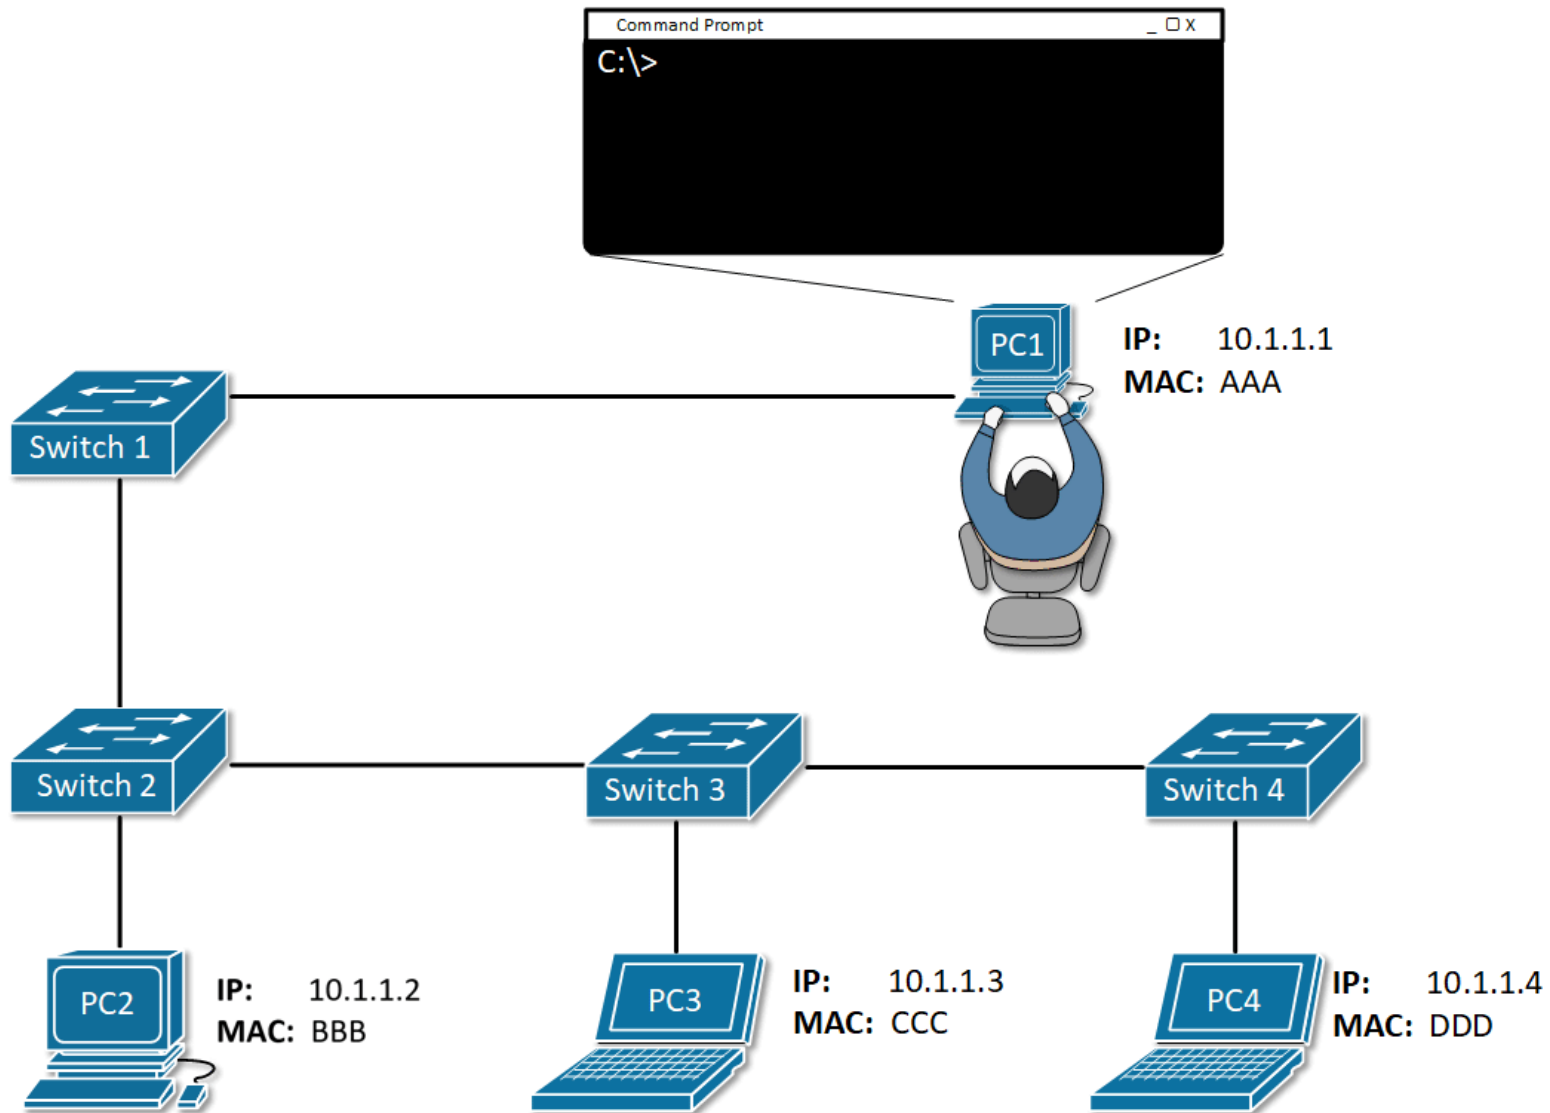 Command Prompt _ ▢ X
C:\>
PC1
IP: 10.1.1.1
MAC: AAA
Switch 1
Switch 2
Switch 3
Switch 4
PC2
IP: 10.1.1.2
MAC: BBB
PC3
IP: 10.1.1.3
MAC: CCC
PC4
IP: 10.1.1.4
MAC: DDD